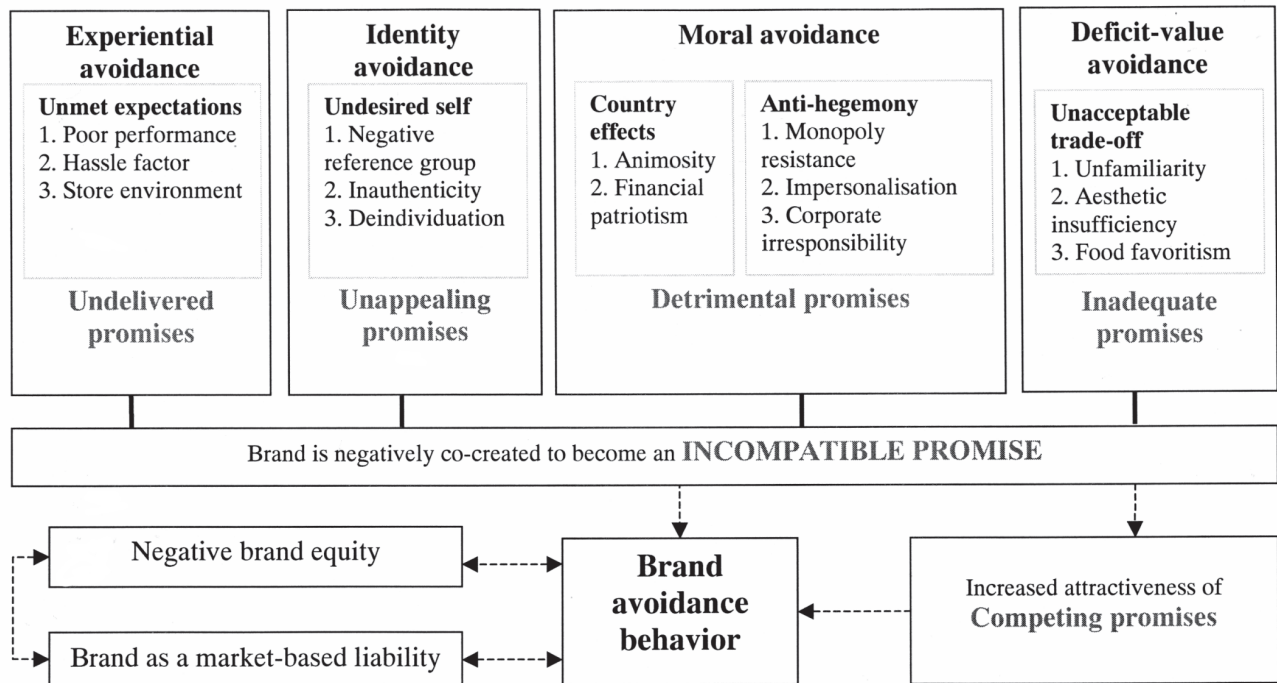 Experiential
avoidance
Unmet expectations
1. Poor performance
2. Hassle factor
3. Store environment
Undelivered
promises
Identity
avoidance
Undesired self
1. Negative
reference group
2. Inauthenticity
3. Deindividuation
Unappealing
promises
Moral avoidance
Country
effects
1. Animosity
2. Financial
patriotism
Anti-hegemony
1. Monopoly
resistance
2. Impersonalisation
3. Corporate
irresponsibility
Detrimental promises
Deficit-value
avoidance
Unacceptable
trade-off
1. Unfamiliarity
2. Aesthetic
insufficiency
3. Food favoritism
Inadequate
promises
Brand is negatively co-created to become an INCOMPATIBLE PROMISE
Negative brand equity
Brand as a market-based liability
Brand
avoidance
behavior
Increased attractiveness of
Competing promises